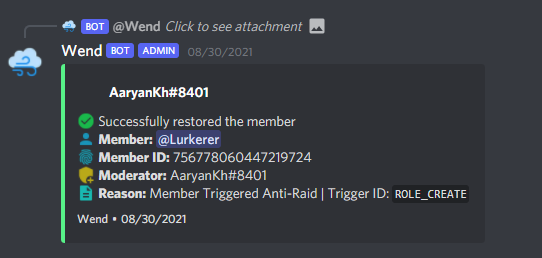 BOT @Wend Click to see attachment
Wend BOT ADMIN 08/30/2021
AaryanKh#8401
Successfully restored the member
Member: @Lurkerer
Member ID: 756778060447219724
Moderator: AaryanKh#8401
Reason: Member Triggered Anti-Raid | Trigger ID: ROLE_CREATE
Wend • 08/30/2021